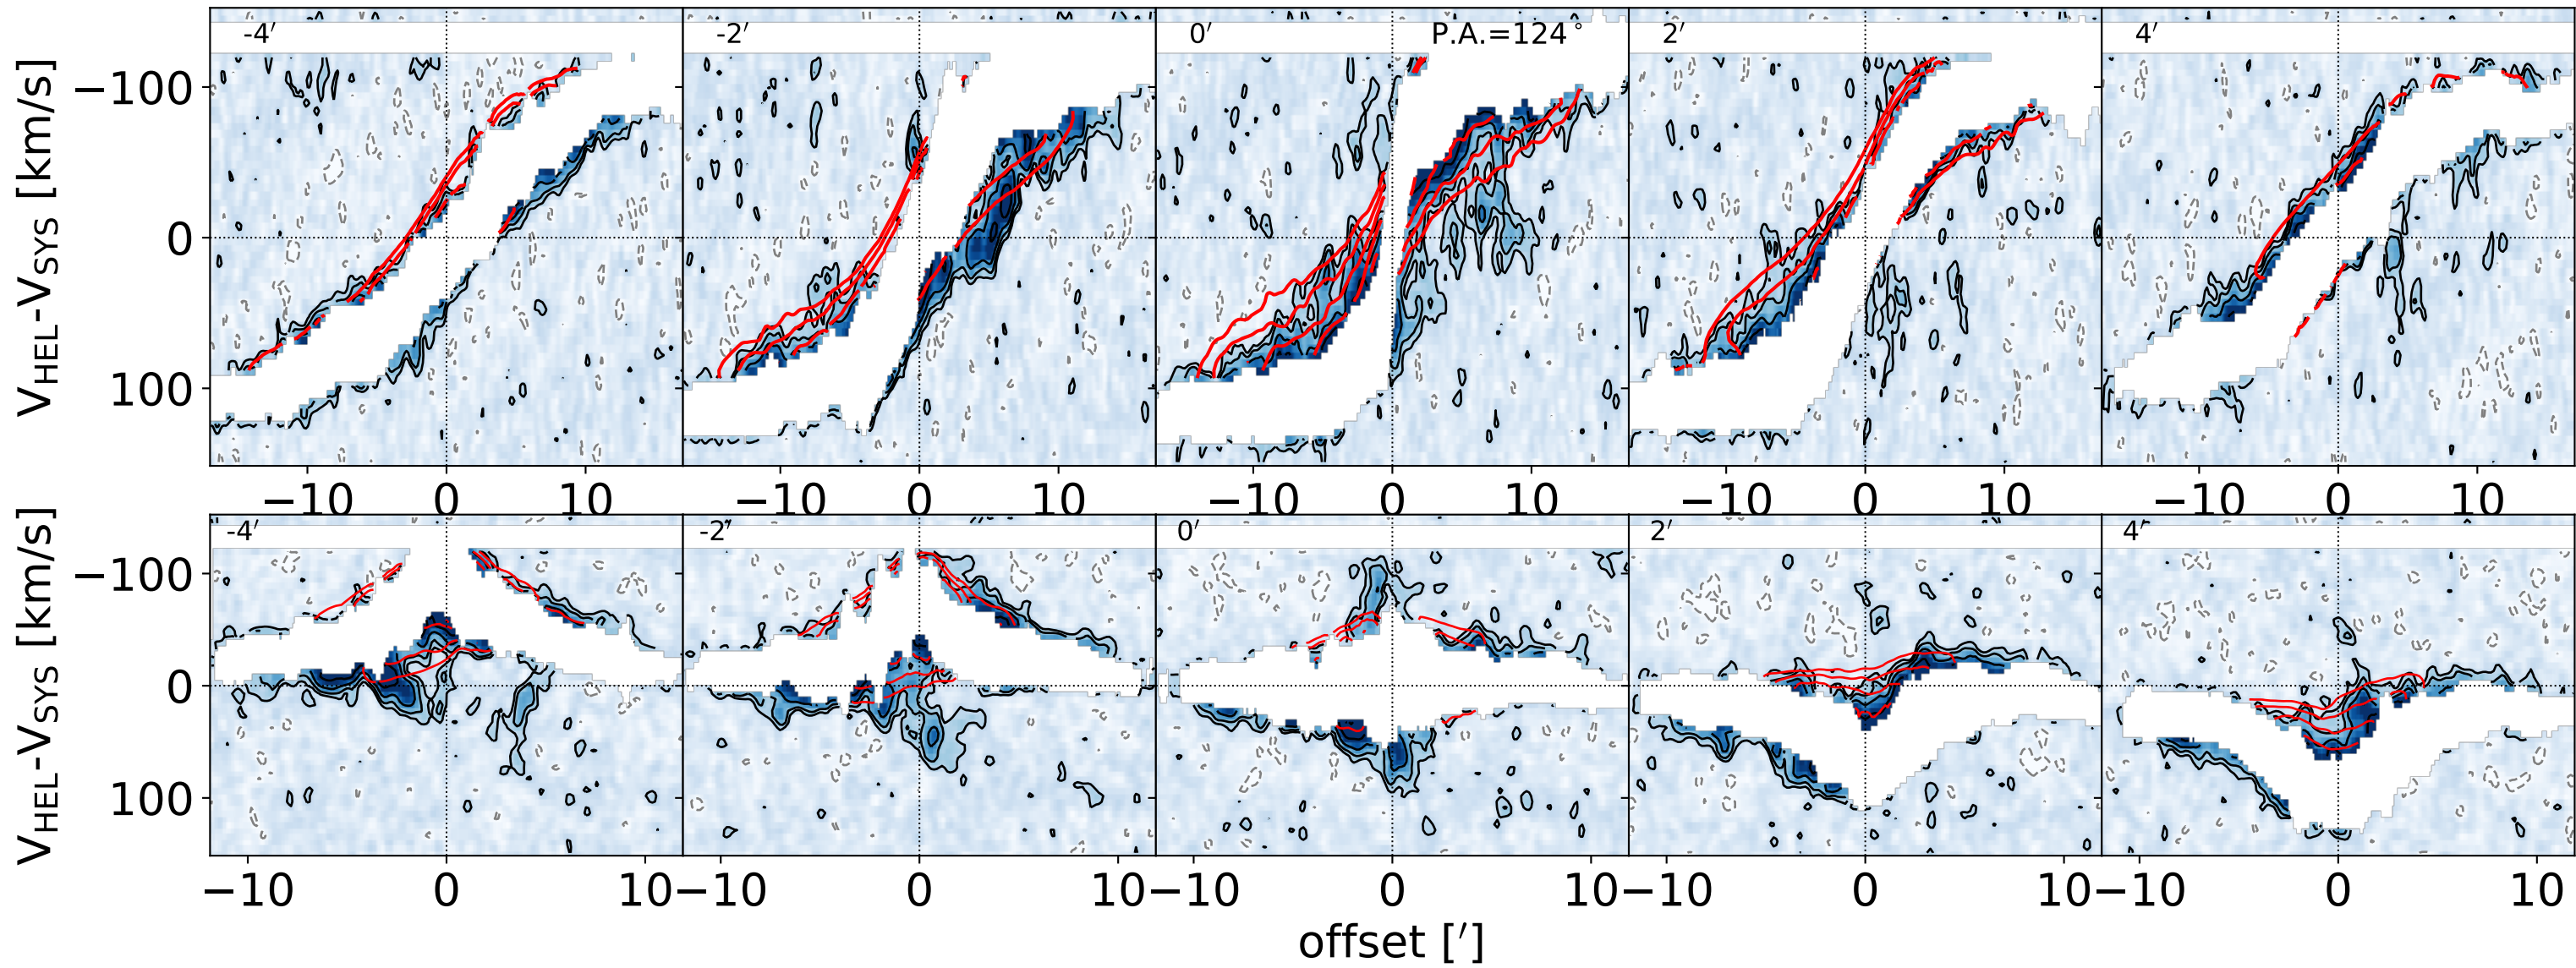 -4′ -2′ 0′ P.A.=124° 2′ 4′
V_HEL-V_SYS [km/s]
−100
0
100
−10 0 10 −10 0 10 −10 0 10 −10 0 10 −10 0 10
-4′ -2′ 0′ 2′ 4′
V_HEL-V_SYS [km/s]
−100
0
100
−10 0 10 −10 0 10 −10 0 10 −10 0 10 −10 0 10
offset [′]